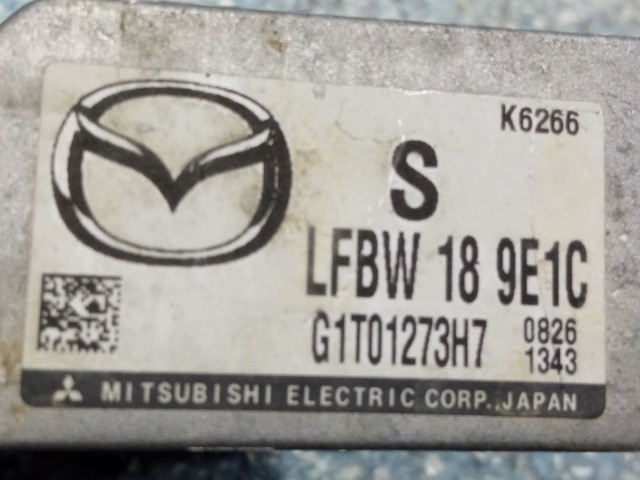 K6266
S
LFBW 18 9E1C
G1T01273H7 0826
1343
MITSUBISHI ELECTRIC CORP., JAPAN